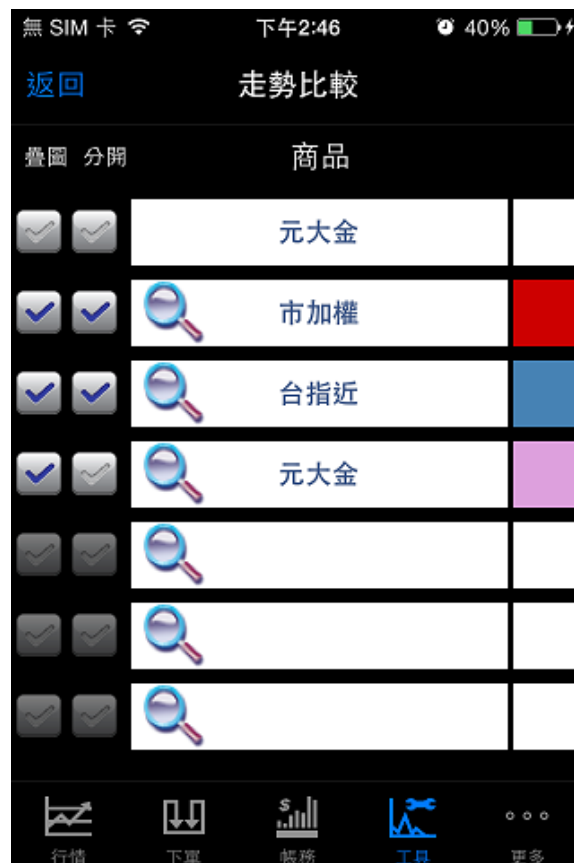 無 SIM 卡 下午2:46 40%
返回 走勢比較
疊圖 分開 商品
元大金
市加權
台指近
元大金
行情 下單 帳務 工具 更多